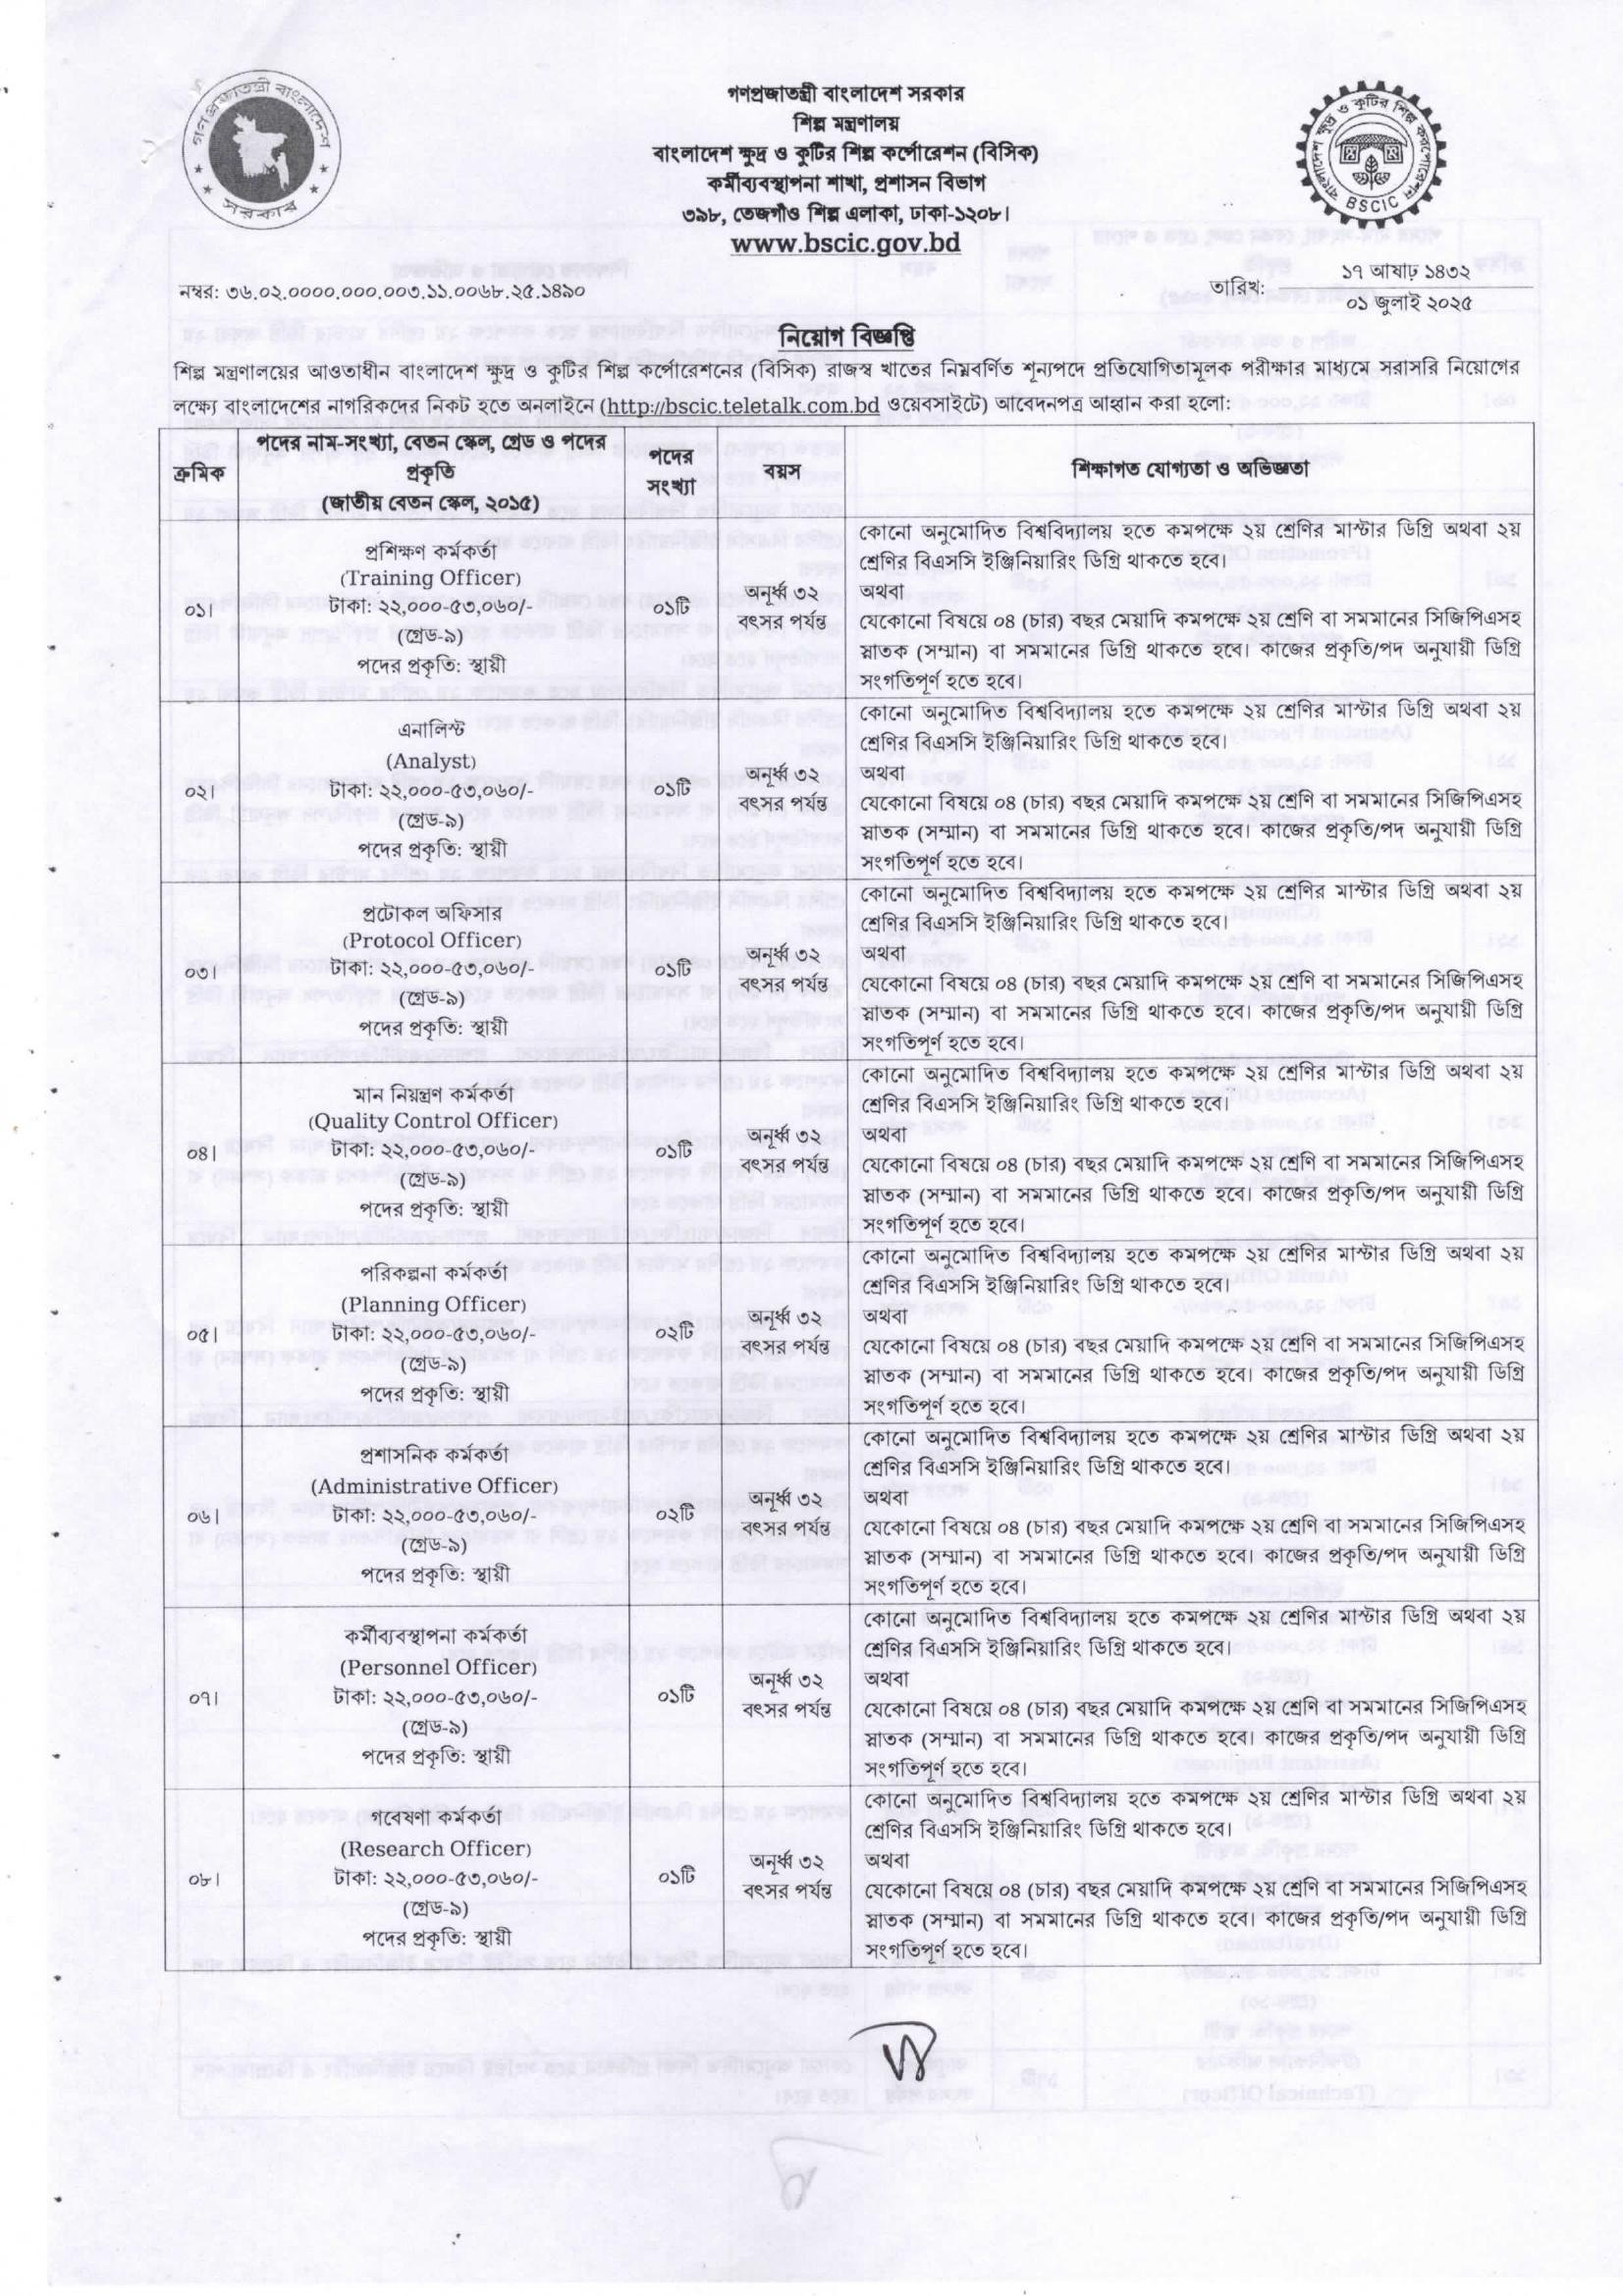 গণপ্রজাতন্ত্রী বাংলাদেশ
সরকার
গণপ্রজাতন্ত্রী বাংলাদেশ সরকার
শিল্প মন্ত্রণালয়
বাংলাদেশ ক্ষুদ্র ও কুটির শিল্প কর্পোরেশন (বিসিক)
কর্মীব্যবস্থাপনা শাখা, প্রশাসন বিভাগ
৩৯৮, তেজগাঁও শিল্প এলাকা, ঢাকা-১২০৮।
www.bscic.gov.bd
বাংলাদেশ ক্ষুদ্র ও কুটির শিল্প করপোরেশন
BSCIC
নম্বর: ৩৬.০২.০০০০.০০০.০০৩.১১.০০৬৮.২৫.১৪৯০
তারিখ: ১৭ আষাঢ় ১৪৩২
০১ জুলাই ২০২৫
নিয়োগ বিজ্ঞপ্তি
শিল্প মন্ত্রণালয়ের আওতাধীন বাংলাদেশ ক্ষুদ্র ও কুটির শিল্প কর্পোরেশনের (বিসিক) রাজস্ব খাতের নিম্নবর্ণিত শূন্যপদে প্রতিযোগিতামূলক পরীক্ষার মাধ্যমে সরাসরি নিয়োগের
লক্ষ্যে বাংলাদেশের নাগরিকদের নিকট হতে অনলাইনে (http://bscic.teletalk.com.bd ওয়েবসাইটে) আবেদনপত্র আহ্বান করা হলো:
ক্রমিক
পদের নাম-সংখ্যা, বেতন স্কেল, গ্রেড ও পদের
প্রকৃতি
(জাতীয় বেতন স্কেল, ২০১৫)
পদের
সংখ্যা
বয়স
শিক্ষাগত যোগ্যতা ও অভিজ্ঞতা
০১।
প্রশিক্ষণ কর্মকর্তা
(Training Officer)
টাকা: ২২,০০০-৫৩,০৬০/-
(গ্রেড-৯)
পদের প্রকৃতি: স্থায়ী
০১টি
অনূর্ধ্ব ৩২
বৎসর পর্যন্ত
কোনো অনুমোদিত বিশ্ববিদ্যালয় হতে কমপক্ষে ২য় শ্রেণির মাস্টার ডিগ্রি অথবা ২য়
শ্রেণির বিএসসি ইঞ্জিনিয়ারিং ডিগ্রি থাকতে হবে।
অথবা
যেকোনো বিষয়ে ০৪ (চার) বছর মেয়াদি কমপক্ষে ২য় শ্রেণি বা সমমানের সিজিপিএসহ
স্নাতক (সম্মান) বা সমমানের ডিগ্রি থাকতে হবে। কাজের প্রকৃতি/পদ অনুযায়ী ডিগ্রি
সংগতিপূর্ণ হতে হবে।
০২।
এনালিস্ট
(Analyst)
টাকা: ২২,০০০-৫৩,০৬০/-
(গ্রেড-৯)
পদের প্রকৃতি: স্থায়ী
০১টি
অনূর্ধ্ব ৩২
বৎসর পর্যন্ত
কোনো অনুমোদিত বিশ্ববিদ্যালয় হতে কমপক্ষে ২য় শ্রেণির মাস্টার ডিগ্রি অথবা ২য়
শ্রেণির বিএসসি ইঞ্জিনিয়ারিং ডিগ্রি থাকতে হবে।
অথবা
যেকোনো বিষয়ে ০৪ (চার) বছর মেয়াদি কমপক্ষে ২য় শ্রেণি বা সমমানের সিজিপিএসহ
স্নাতক (সম্মান) বা সমমানের ডিগ্রি থাকতে হবে। কাজের প্রকৃতি/পদ অনুযায়ী ডিগ্রি
সংগতিপূর্ণ হতে হবে।
০৩।
প্রটোকল অফিসার
(Protocol Officer)
টাকা: ২২,০০০-৫৩,০৬০/-
(গ্রেড-৯)
পদের প্রকৃতি: স্থায়ী
০১টি
অনূর্ধ্ব ৩২
বৎসর পর্যন্ত
কোনো অনুমোদিত বিশ্ববিদ্যালয় হতে কমপক্ষে ২য় শ্রেণির মাস্টার ডিগ্রি অথবা ২য়
শ্রেণির বিএসসি ইঞ্জিনিয়ারিং ডিগ্রি থাকতে হবে।
অথবা
যেকোনো বিষয়ে ০৪ (চার) বছর মেয়াদি কমপক্ষে ২য় শ্রেণি বা সমমানের সিজিপিএসহ
স্নাতক (সম্মান) বা সমমানের ডিগ্রি থাকতে হবে। কাজের প্রকৃতি/পদ অনুযায়ী ডিগ্রি
সংগতিপূর্ণ হতে হবে।
০৪।
মান নিয়ন্ত্রণ কর্মকর্তা
(Quality Control Officer)
টাকা: ২২,০০০-৫৩,০৬০/-
(গ্রেড-৯)
পদের প্রকৃতি: স্থায়ী
০১টি
অনূর্ধ্ব ৩২
বৎসর পর্যন্ত
কোনো অনুমোদিত বিশ্ববিদ্যালয় হতে কমপক্ষে ২য় শ্রেণির মাস্টার ডিগ্রি অথবা ২য়
শ্রেণির বিএসসি ইঞ্জিনিয়ারিং ডিগ্রি থাকতে হবে।
অথবা
যেকোনো বিষয়ে ০৪ (চার) বছর মেয়াদি কমপক্ষে ২য় শ্রেণি বা সমমানের সিজিপিএসহ
স্নাতক (সম্মান) বা সমমানের ডিগ্রি থাকতে হবে। কাজের প্রকৃতি/পদ অনুযায়ী ডিগ্রি
সংগতিপূর্ণ হতে হবে।
০৫।
পরিকল্পনা কর্মকর্তা
(Planning Officer)
টাকা: ২২,০০০-৫৩,০৬০/-
(গ্রেড-৯)
পদের প্রকৃতি: স্থায়ী
০২টি
অনূর্ধ্ব ৩২
বৎসর পর্যন্ত
কোনো অনুমোদিত বিশ্ববিদ্যালয় হতে কমপক্ষে ২য় শ্রেণির মাস্টার ডিগ্রি অথবা ২য়
শ্রেণির বিএসসি ইঞ্জিনিয়ারিং ডিগ্রি থাকতে হবে।
অথবা
যেকোনো বিষয়ে ০৪ (চার) বছর মেয়াদি কমপক্ষে ২য় শ্রেণি বা সমমানের সিজিপিএসহ
স্নাতক (সম্মান) বা সমমানের ডিগ্রি থাকতে হবে। কাজের প্রকৃতি/পদ অনুযায়ী ডিগ্রি
সংগতিপূর্ণ হতে হবে।
০৬।
প্রশাসনিক কর্মকর্তা
(Administrative Officer)
টাকা: ২২,০০০-৫৩,০৬০/-
(গ্রেড-৯)
পদের প্রকৃতি: স্থায়ী
০২টি
অনূর্ধ্ব ৩২
বৎসর পর্যন্ত
কোনো অনুমোদিত বিশ্ববিদ্যালয় হতে কমপক্ষে ২য় শ্রেণির মাস্টার ডিগ্রি অথবা ২য়
শ্রেণির বিএসসি ইঞ্জিনিয়ারিং ডিগ্রি থাকতে হবে।
অথবা
যেকোনো বিষয়ে ০৪ (চার) বছর মেয়াদি কমপক্ষে ২য় শ্রেণি বা সমমানের সিজিপিএসহ
স্নাতক (সম্মান) বা সমমানের ডিগ্রি থাকতে হবে। কাজের প্রকৃতি/পদ অনুযায়ী ডিগ্রি
সংগতিপূর্ণ হতে হবে।
০৭।
কর্মীব্যবস্থাপনা কর্মকর্তা
(Personnel Officer)
টাকা: ২২,০০০-৫৩,০৬০/-
(গ্রেড-৯)
পদের প্রকৃতি: স্থায়ী
০১টি
অনূর্ধ্ব ৩২
বৎসর পর্যন্ত
কোনো অনুমোদিত বিশ্ববিদ্যালয় হতে কমপক্ষে ২য় শ্রেণির মাস্টার ডিগ্রি অথবা ২য়
শ্রেণির বিএসসি ইঞ্জিনিয়ারিং ডিগ্রি থাকতে হবে।
অথবা
যেকোনো বিষয়ে ০৪ (চার) বছর মেয়াদি কমপক্ষে ২য় শ্রেণি বা সমমানের সিজিপিএসহ
স্নাতক (সম্মান) বা সমমানের ডিগ্রি থাকতে হবে। কাজের প্রকৃতি/পদ অনুযায়ী ডিগ্রি
সংগতিপূর্ণ হতে হবে।
০৮।
গবেষণা কর্মকর্তা
(Research Officer)
টাকা: ২২,০০০-৫৩,০৬০/-
(গ্রেড-৯)
পদের প্রকৃতি: স্থায়ী
০১টি
অনূর্ধ্ব ৩২
বৎসর পর্যন্ত
কোনো অনুমোদিত বিশ্ববিদ্যালয় হতে কমপক্ষে ২য় শ্রেণির মাস্টার ডিগ্রি অথবা ২য়
শ্রেণির বিএসসি ইঞ্জিনিয়ারিং ডিগ্রি থাকতে হবে।
অথবা
যেকোনো বিষয়ে ০৪ (চার) বছর মেয়াদি কমপক্ষে ২য় শ্রেণি বা সমমানের সিজিপিএসহ
স্নাতক (সম্মান) বা সমমানের ডিগ্রি থাকতে হবে। কাজের প্রকৃতি/পদ অনুযায়ী ডিগ্রি
সংগতিপূর্ণ হতে হবে।